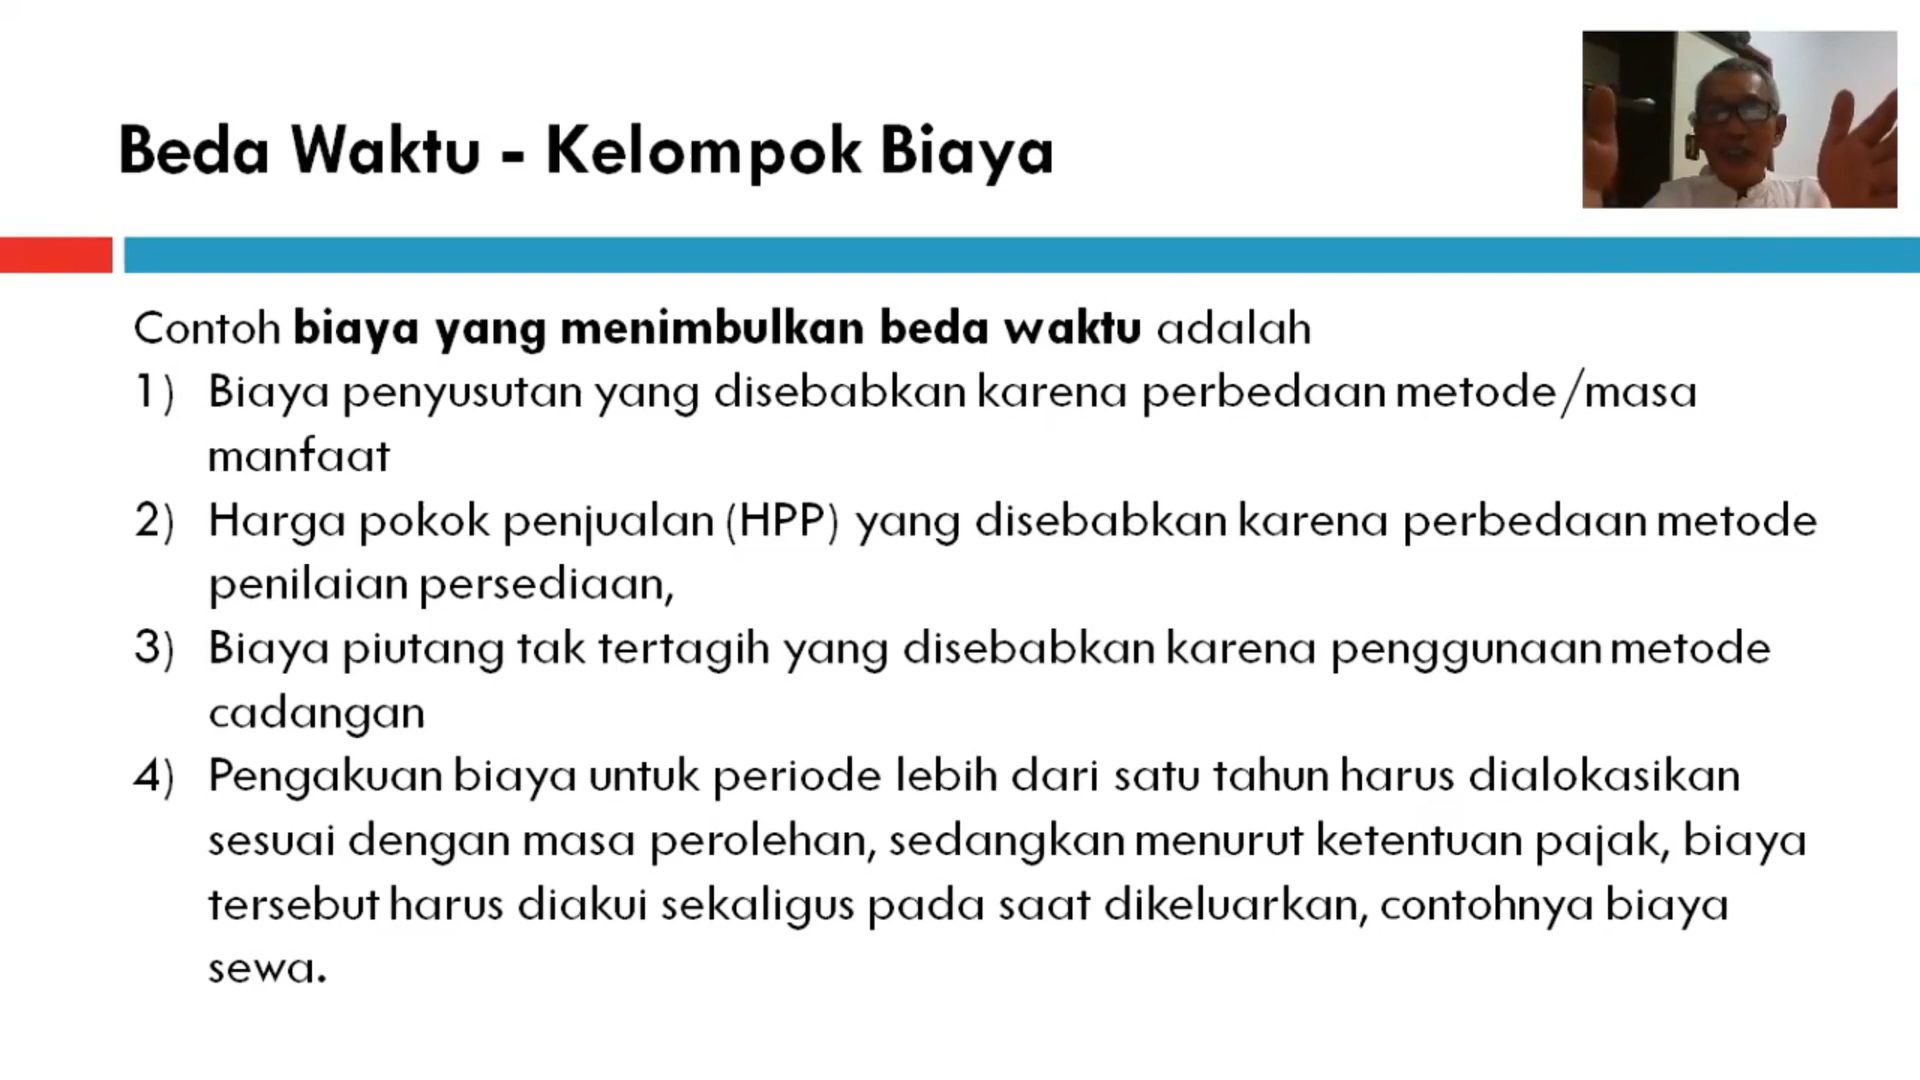 Beda Waktu - Kelompok Biaya
Contoh biaya yang menimbulkan beda waktu adalah
1) Biaya penyusutan yang disebabkan karena perbedaan metode/masa
manfaat
2) Harga pokok penjualan (HPP) yang disebabkan karena perbedaan metode
penilaian persediaan,
3) Biaya piutang tak tertagih yang disebabkan karena penggunaan metode
cadangan
4) Pengakuan biaya untuk periode lebih dari satu tahun harus dialokasikan
sesuai dengan masa perolehan, sedangkan menurut ketentuan pajak, biaya
tersebut harus diakui sekaligus pada saat dikeluarkan, contohnya biaya
sewa.